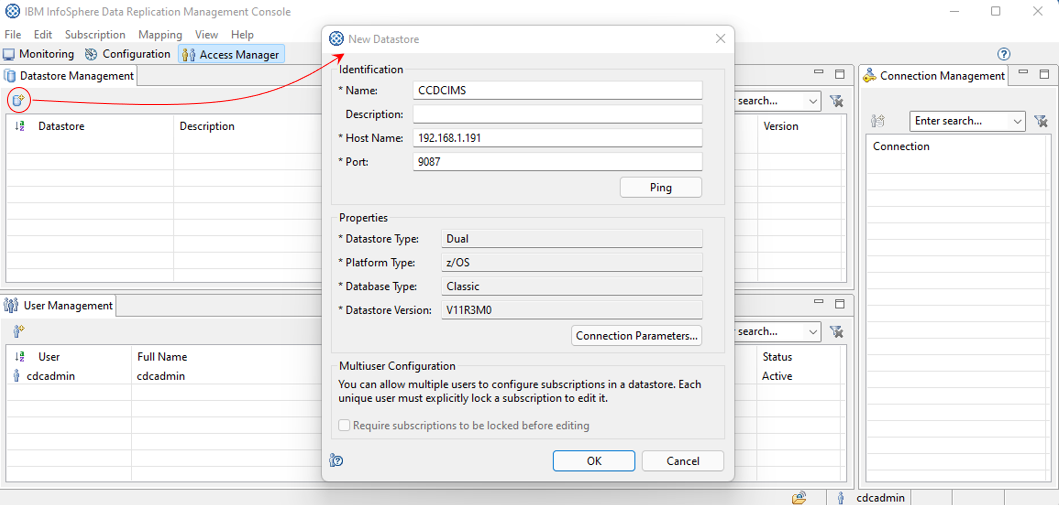 IBM InfoSphere Data Replication Management Console
File Edit Subscription Mapping View Help
Monitoring Configuration Access Manager
Datastore Management
Datastore Description
User Management
User Full Name
cdcadmin cdcadmin
New Datastore
Identification
* Name: CCDCIMS
Description:
* Host Name: 192.168.1.191
* Port: 9087
Ping
Properties
* Datastore Type: Dual
* Platform Type: z/OS
* Database Type: Classic
* Datastore Version: V11R3M0
Connection Parameters...
Multiuser Configuration
You can allow multiple users to configure subscriptions in a datastore. Each
unique user must explicitly lock a subscription to edit it.
Require subscriptions to be locked before editing
OK Cancel
search...
Version
search...
Status
Active
Connection Management
Enter search...
Connection
cdcadmin